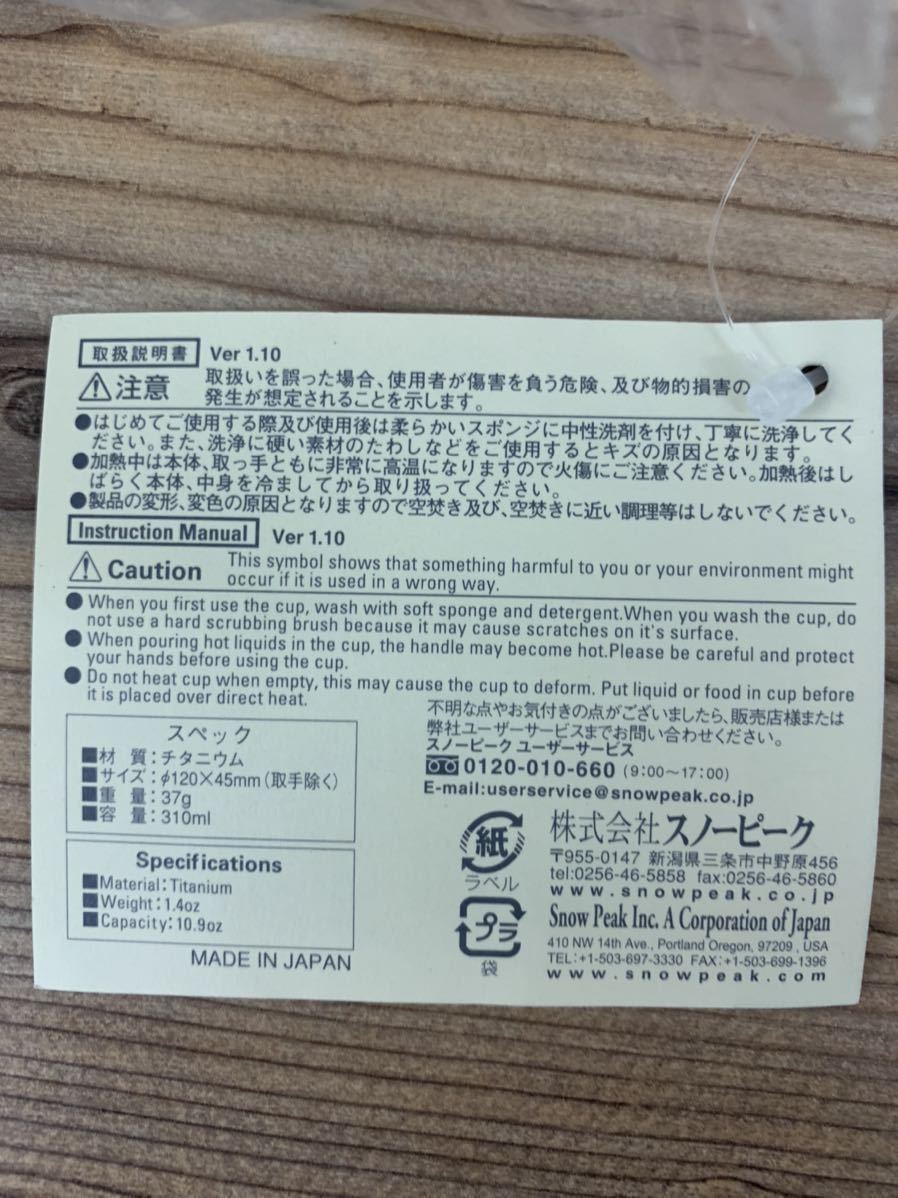 取扱説明書 Ver 1.10
注意 取扱いを誤った場合、使用者が傷害を負う危険、及び物的損害の
発生が想定されることを示します。
●はじめてご使用する際及び使用後は柔らかいスポンジに中性洗剤を付け、丁寧に洗浄してく
ださい。また、洗浄に硬い素材のたわしなどをご使用するとキズの原因となります。
●加熱中は本体、取っ手ともに非常に高温になりますので火傷にご注意ください。加熱後はし
ばらく本体、中身を冷ましてから取り扱ってください。
●製品の変形、変色の原因となりますので空焚き及び、空焚きに近い調理等はしないでください。
Instruction Manual Ver 1.10
Caution This symbol shows that something harmful to you or your environment might
occur if it is used in a wrong way.
● When you first use the cup, wash with soft sponge and detergent.When you wash the cup, do
not use a hard scrubbing brush because it may cause scratches on it's surface.
● When pouring hot liquids in the cup, the handle may become hot.Please be careful and protect
your hands before using the cup.
● Do not heat cup when empty, this may cause the cup to deform. Put liquid or food in cup before
it is placed over direct heat.
スペック
■材 質：チタニウム
■サイズ：φ120×45mm（取手除く）
■重 量：37g
■容 量：310ml
Specifications
■Material:Titanium
■Weight:1.4oz
■Capacity:10.9oz
MADE IN JAPAN
不明な点やお気付きの点がございましたら、販売店様または
弊社ユーザーサービスまでお問い合わせください。
スノーピーク ユーザーサービス
0120-010-660（9:00〜17:00）
E-mail:userservice@snowpeak.co.jp
紙
ラベル
プラ
袋
株式会社スノーピーク
〒955-0147 新潟県三条市中野原456
tel:0256-46-5858 fax:0256-46-5860
www.snowpeak.co.jp
Snow Peak Inc. A Corporation of Japan
410 NW 14th Ave., Portland Oregon, 97209 , USA
TEL:+1-503-697-3330 FAX:+1-503-699-1396
www.snowpeak.com